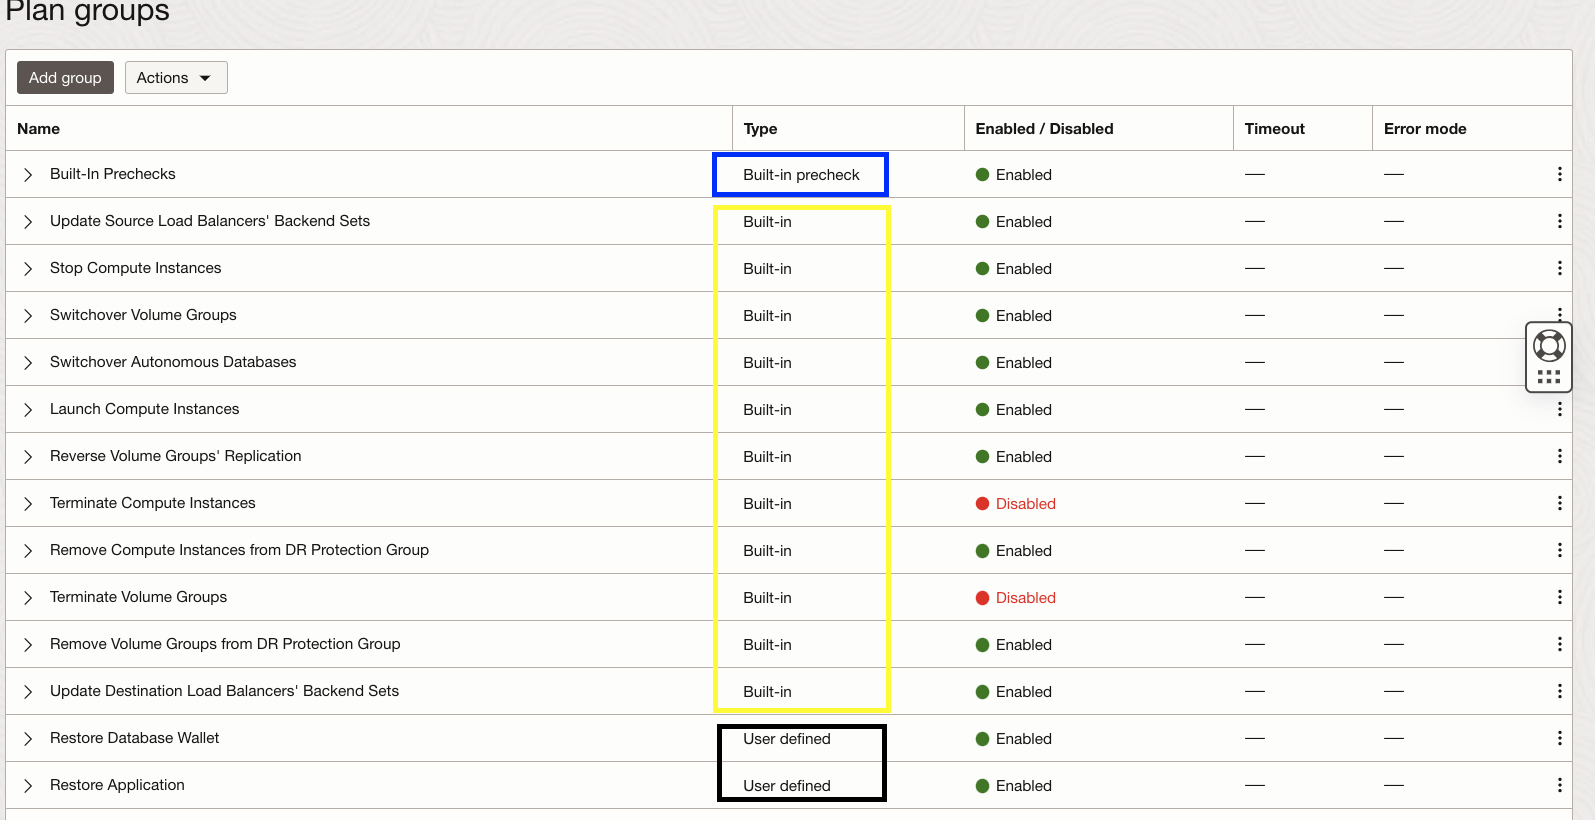 Plan groups
Add group Actions
Name Type Enabled / Disabled Timeout Error mode
Built-In Prechecks Built-in precheck Enabled — —
Update Source Load Balancers' Backend Sets Built-in Enabled — —
Stop Compute Instances Built-in Enabled — —
Switchover Volume Groups Built-in Enabled — —
Switchover Autonomous Databases Built-in Enabled — —
Launch Compute Instances Built-in Enabled — —
Reverse Volume Groups' Replication Built-in Enabled — —
Terminate Compute Instances Built-in Disabled — —
Remove Compute Instances from DR Protection Group Built-in Enabled — —
Terminate Volume Groups Built-in Disabled — —
Remove Volume Groups from DR Protection Group Built-in Enabled — —
Update Destination Load Balancers' Backend Sets Built-in Enabled — —
Restore Database Wallet User defined Enabled — —
Restore Application User defined Enabled — —